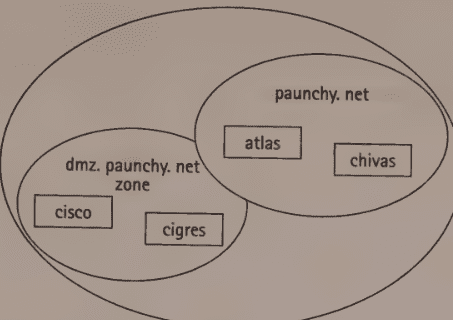 paunchy. net
atlas
chivas
dmz. paunchy. net
zone
cisco
cigres